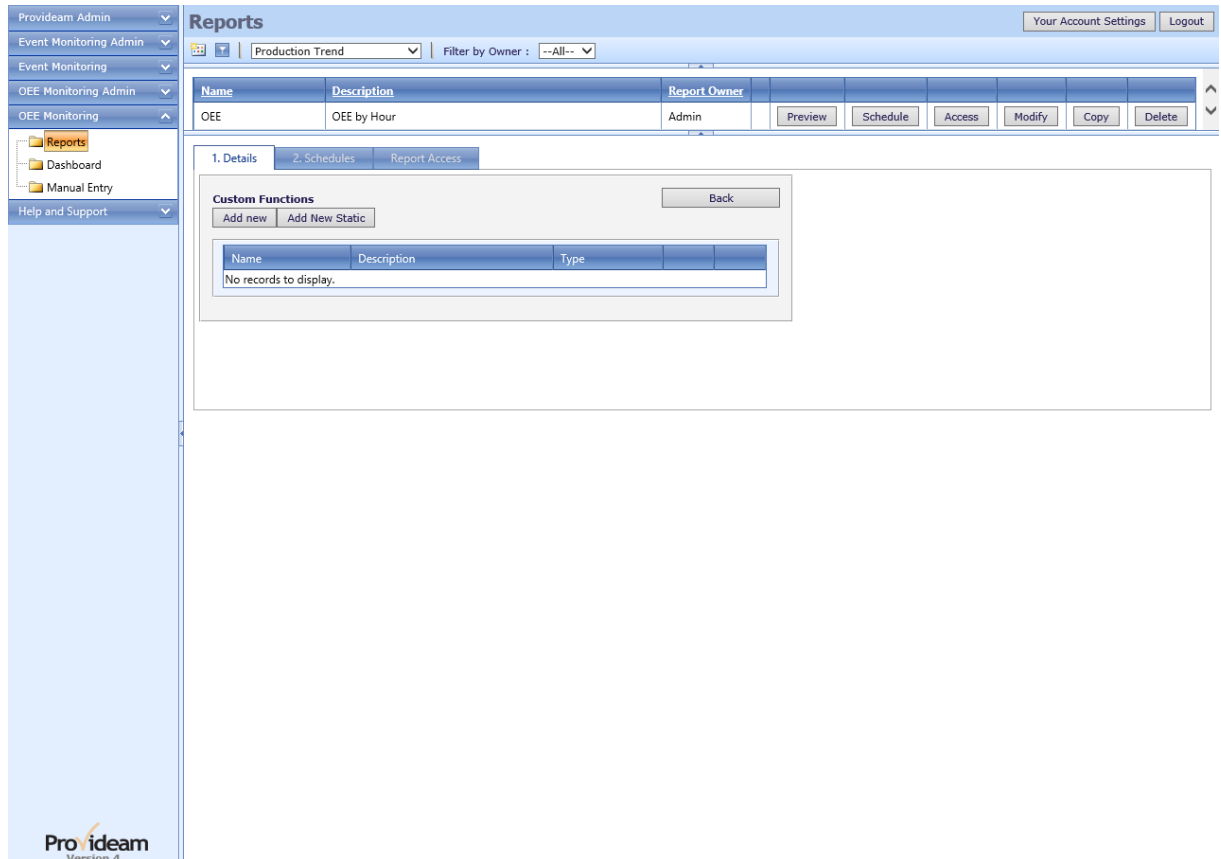 Provideam Admin
Event Monitoring Admin
Event Monitoring
OEE Monitoring Admin
OEE Monitoring
Reports
Dashboard
Manual Entry
Help and Support
Provideam
Version 4
Reports
Your Account Settings Logout
Production Trend Filter by Owner : --All--
Name Description Report Owner
OEE OEE by Hour Admin Preview Schedule Access Modify Copy Delete
1. Details 2. Schedules Report Access
Custom Functions Back
Add new Add New Static
Name Description Type
No records to display.